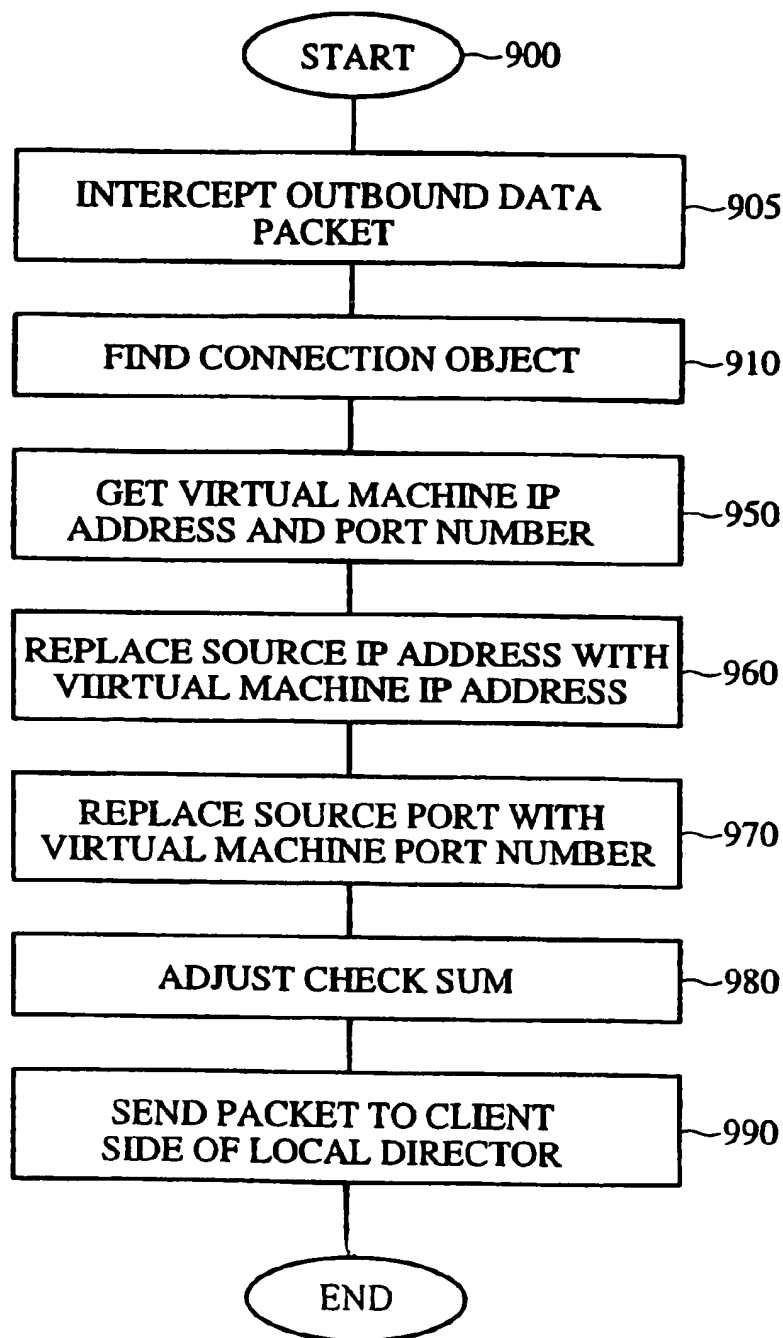 START
900
INTERCEPT OUTBOUND DATA
PACKET
905
FIND CONNECTION OBJECT
910
GET VIRTUAL MACHINE IP
ADDRESS AND PORT NUMBER
950
REPLACE SOURCE IP ADDRESS WITH
VIIRTUAL MACHINE IP ADDRESS
960
REPLACE SOURCE PORT WITH
VIRTUAL MACHINE PORT NUMBER
970
ADJUST CHECK SUM
980
SEND PACKET TO CLIENT
SIDE OF LOCAL DIRECTOR
990
END